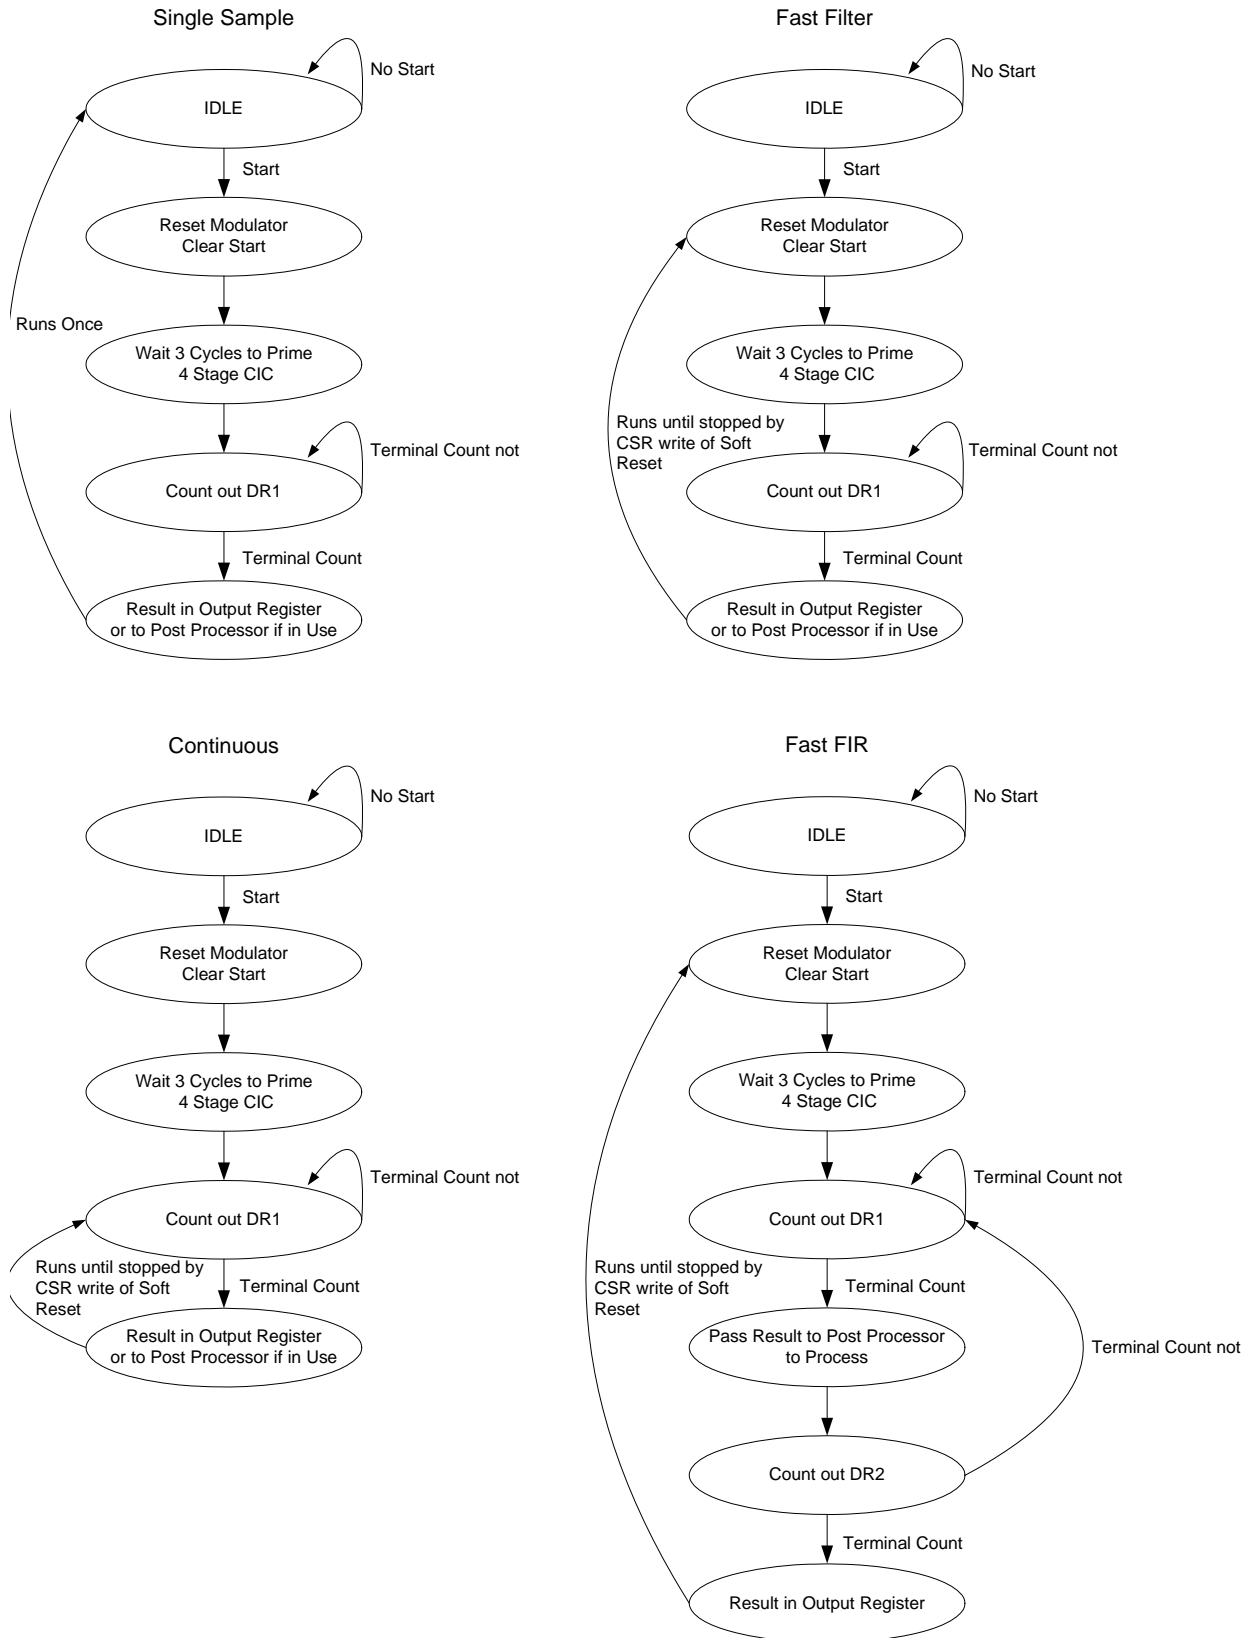 Single Sample
No Start
IDLE
Start
Reset Modulator
Clear Start
Runs Once
Wait 3 Cycles to Prime
4 Stage CIC
Terminal Count not
Count out DR1
Terminal Count
Result in Output Register
or to Post Processor if in Use
Fast Filter
No Start
IDLE
Start
Reset Modulator
Clear Start
Wait 3 Cycles to Prime
4 Stage CIC
Runs until stopped by
CSR write of Soft
Reset
Terminal Count not
Count out DR1
Terminal Count
Result in Output Register
or to Post Processor if in Use
Continuous
No Start
IDLE
Start
Reset Modulator
Clear Start
Wait 3 Cycles to Prime
4 Stage CIC
Terminal Count not
Count out DR1
Runs until stopped by
CSR write of Soft
Reset
Terminal Count
Result in Output Register
or to Post Processor if in Use
Fast FIR
No Start
IDLE
Start
Reset Modulator
Clear Start
Wait 3 Cycles to Prime
4 Stage CIC
Terminal Count not
Count out DR1
Runs until stopped by
CSR write of Soft
Reset
Terminal Count
Pass Result to Post Processor
to Process
Terminal Count not
Count out DR2
Terminal Count
Result in Output Register